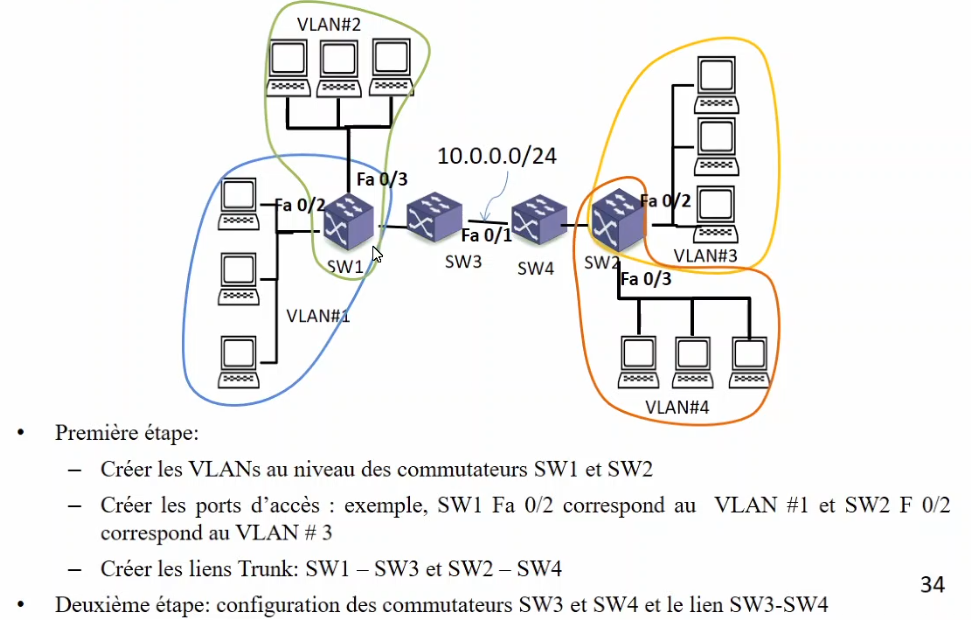 VLAN#2
10.0.0.0/24
Fa 0/3
Fa 0/2
Fa 0/2
Fa 0/1
SW1
SW3
SW4
SW2
VLAN#3
Fa 0/3
VLAN#1
VLAN#4
• Première étape:
– Créer les VLANs au niveau des commutateurs SW1 et SW2
– Créer les ports d’accès : exemple, SW1 Fa 0/2 correspond au VLAN #1 et SW2 F 0/2
correspond au VLAN # 3
– Créer les liens Trunk: SW1 – SW3 et SW2 – SW4
34
• Deuxième étape: configuration des commutateurs SW3 et SW4 et le lien SW3-SW4